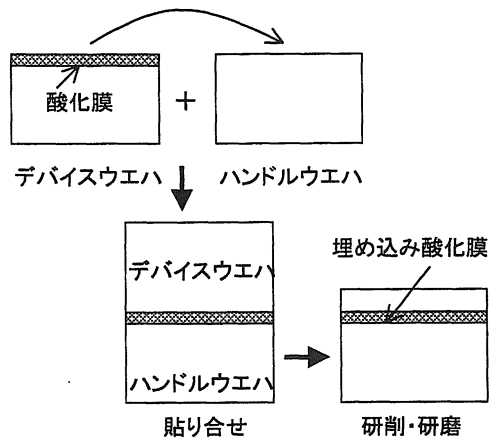 酸化膜
+
デバイスウエハ
ハンドルウエハ
デバイスウエハ
ハンドルウエハ
貼り合せ
埋め込み酸化膜
研削・研磨